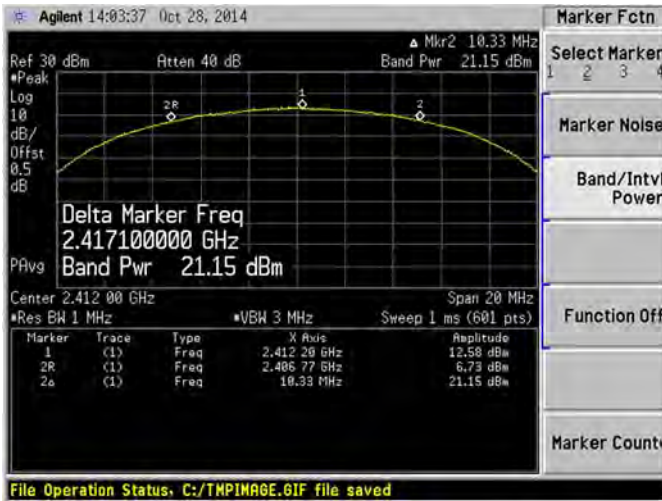 Agilent 14:03:37 Oct 28, 2014
Marker Fctn
Δ Mkr2 10.33 MHz
Ref 30 dBm Atten 40 dB Band Pwr 21.15 dBm
#Peak
Log
10
dB/
Offst
0.5
dB
1
2R
2
Delta Marker Freq
2.417100000 GHz
PAvg
Band Pwr 21.15 dBm
Center 2.412 00 GHz Span 20 MHz
#Res BW 1 MHz #VBW 3 MHz Sweep 1 ms (601 pts)
Marker Trace Type X Axis Amplitude
1 (1) Freq 2.412 20 GHz 12.58 dBm
2R (1) Freq 2.406 77 GHz 6.73 dBm
2Δ (1) Freq 10.33 MHz 21.15 dBm
Select Marker
1 2 3 4
Marker Noise
Band/Intvl
Power
Function Off
Marker Count
File Operation Status, C:/TMPIMAGE.GIF file saved